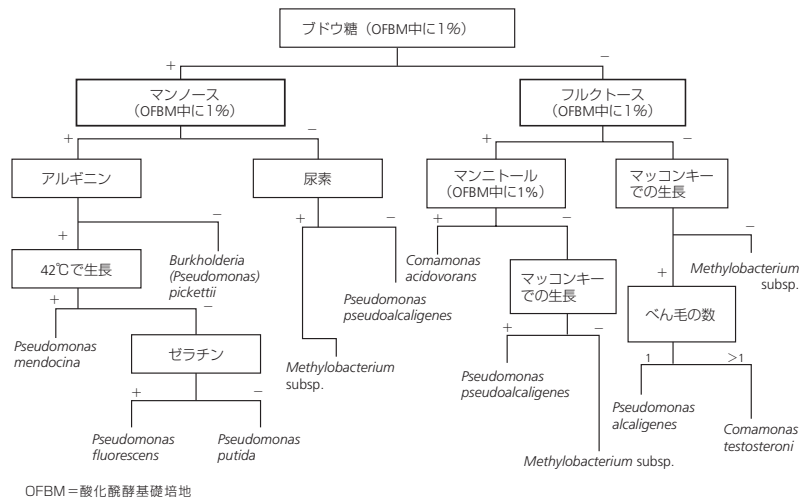 ブドウ糖（OFBM中に1%）
+
−
マンノース
（OFBM中に1%）
フルクトース
（OFBM中に1%）
+
−
+
−
アルギニン
尿素
マンニトール
（OFBM中に1%）
マッコンキー
での生長
+
−
+
−
+
−
+
−
42℃で生長
Burkholderia
(Pseudomonas)
pickettii
Pseudomonas
pseudoalcaligenes
Comamonas
acidovorans
マッコンキー
での生長
Methylobacterium
subsp.
べん毛の数
+
−
+
−
1
>1
Pseudomonas
mendocina
ゼラチン
Methylobacterium
subsp.
Pseudomonas
pseudoalcaligenes
Pseudomonas
alcaligenes
Comamonas
testosteroni
+
−
Pseudomonas
fluorescens
Pseudomonas
putida
Methylobacterium subsp.
OFBM＝酸化醗酵基礎培地